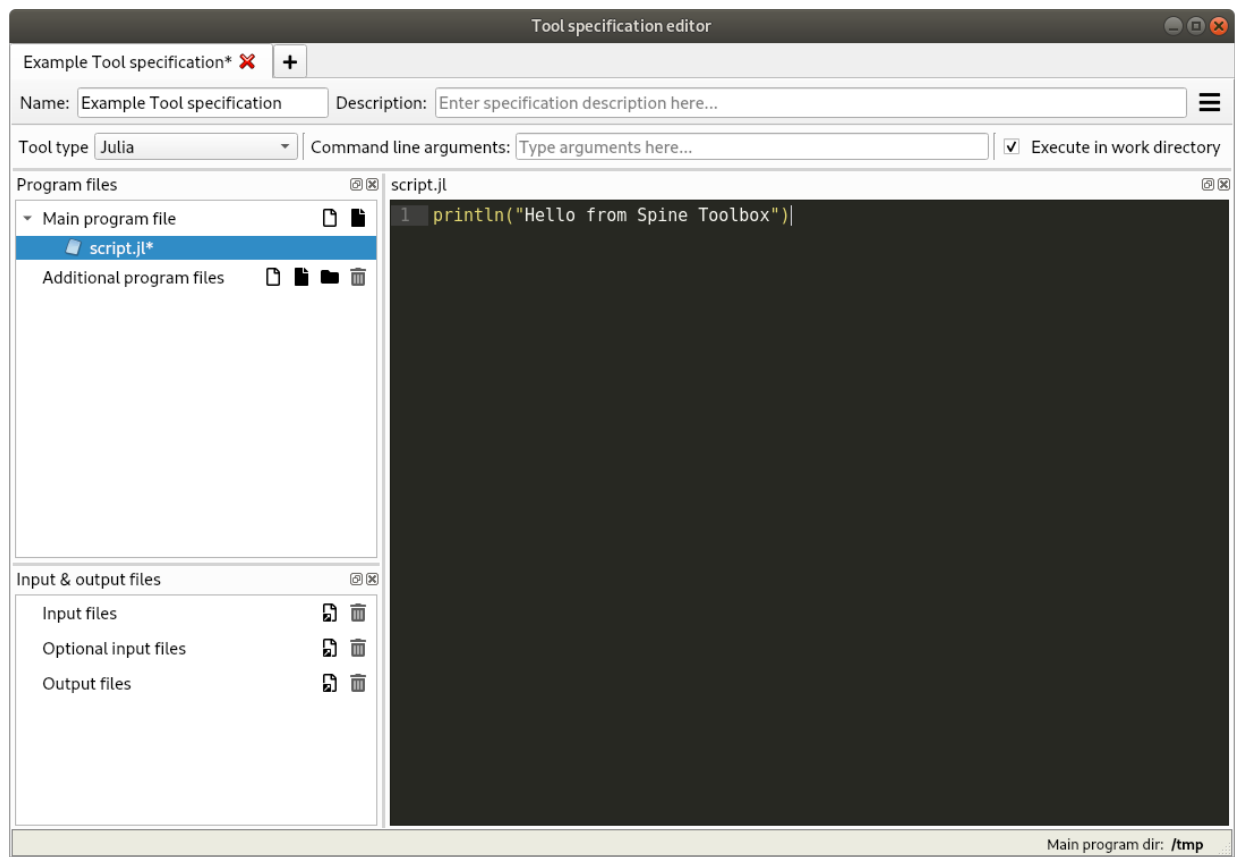 Tool specification editor
Example Tool specification*
Name: Example Tool specification Description: Enter specification description here...
Tool type Julia Command line arguments: Type arguments here... Execute in work directory
Program files
Main program file
script.jl*
Additional program files
script.jl
1 println("Hello from Spine Toolbox")
Input & output files
Input files
Optional input files
Output files
Main program dir: /tmp